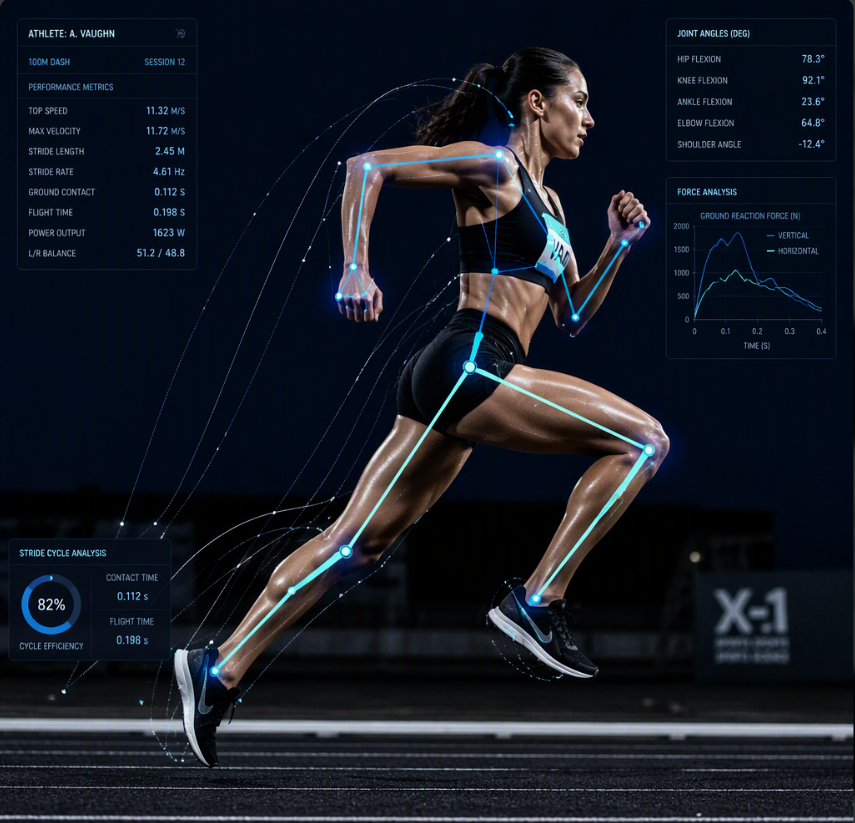 ATHLETE: A. VAUGHN
100M DASH SESSION 12
PERFORMANCE METRICS
TOP SPEED 11.32 M/S
MAX VELOCITY 11.72 M/S
STRIDE LENGTH 2.45 M
STRIDE RATE 4.61 Hz
GROUND CONTACT 0.112 S
FLIGHT TIME 0.198 S
POWER OUTPUT 1623 W
L/R BALANCE 51.2 / 48.8
JOINT ANGLES (DEG)
HIP FLEXION 78.3°
KNEE FLEXION 92.1°
ANKLE FLEXION 23.6°
ELBOW FLEXION 64.8°
SHOULDER ANGLE -12.4°
FORCE ANALYSIS
GROUND REACTION FORCE (N)
2000
1500
1000
500
0
VERTICAL
HORIZONTAL
0 0.1 0.2 0.3 0.4
TIME (S)
STRIDE CYCLE ANALYSIS
82%
CYCLE EFFICIENCY
CONTACT TIME
0.112 s
FLIGHT TIME
0.198 s
X-1